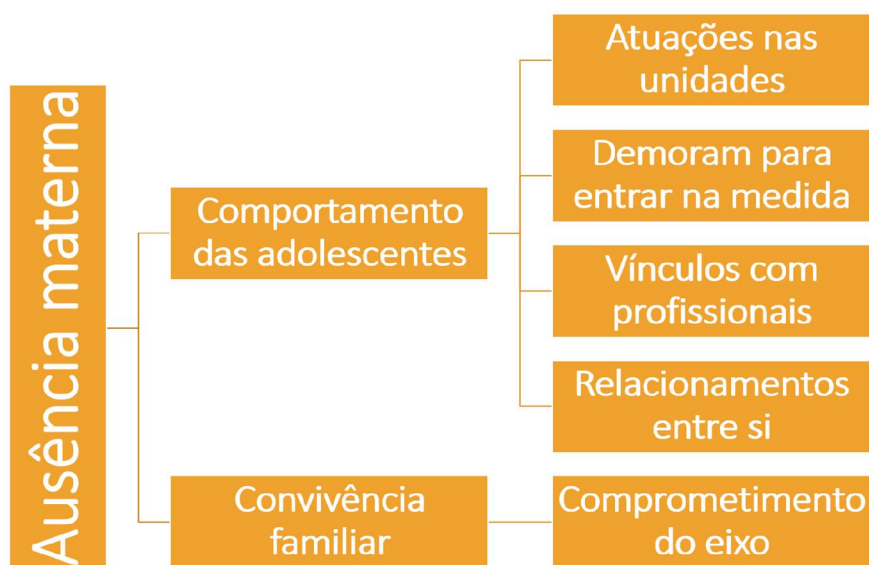 Ausência materna
Comportamento
das adolescentes
Atuações nas
unidades
Demoram para
entrar na medida
Vínculos com
profissionais
Relacionamentos
entre si
Convivência
familiar
Comprometimento
do eixo